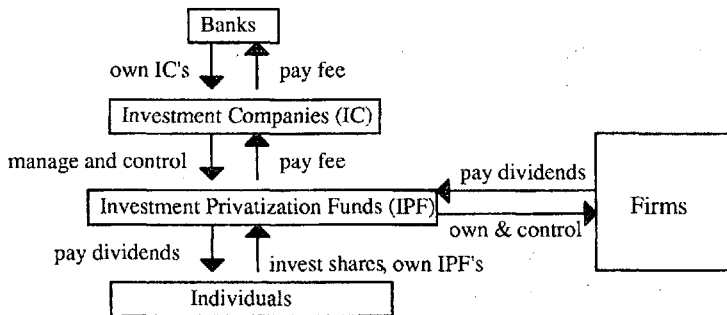 Banks
own IC's
pay fee
Investment Companies (IC)
manage and control
pay fee
pay dividends
Investment Privatization Funds (IPF)
Firms
own & control
pay dividends
invest shares, own IPF's
Individuals